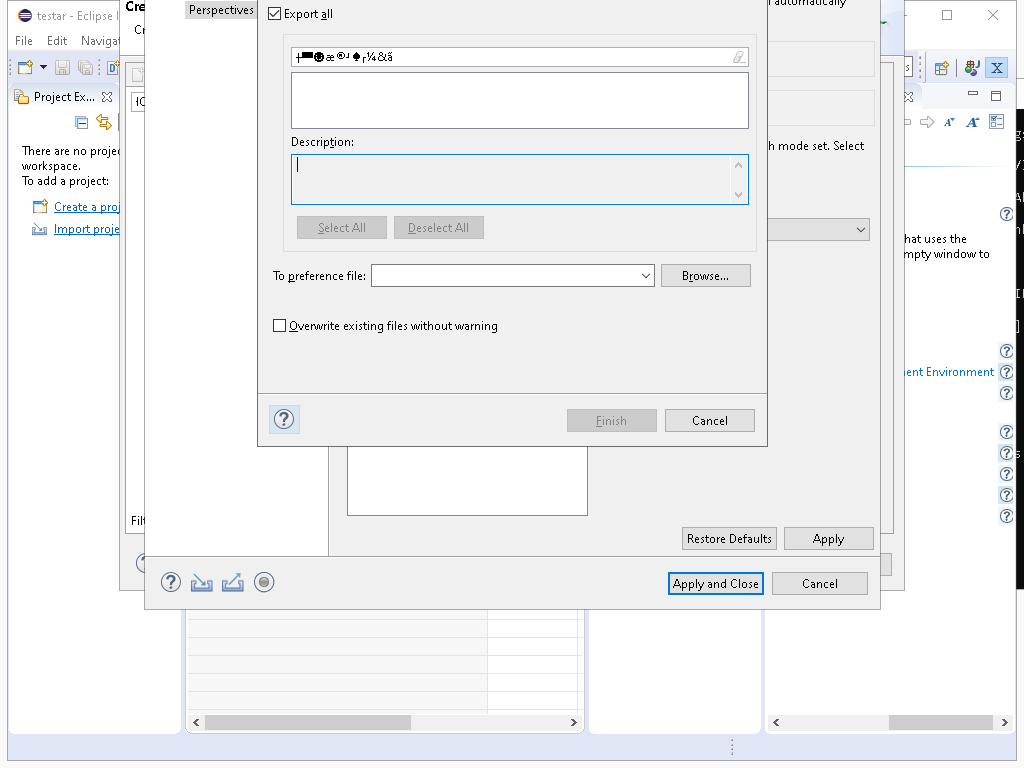 testar - Eclipse I
File Edit Navigat
Project Ex...
There are no projec
workspace.
To add a project:
Create a proj
Import proje
Cre
Cr
Filt
Perspectives
automatically
h mode set. Select
Export all
Description:
Select All
Deselect All
To preference file:
Browse...
Overwrite existing files without warning
Finish
Cancel
Restore Defaults
Apply
Apply and Close
Cancel
hat uses the
mpty window to
ent Environment